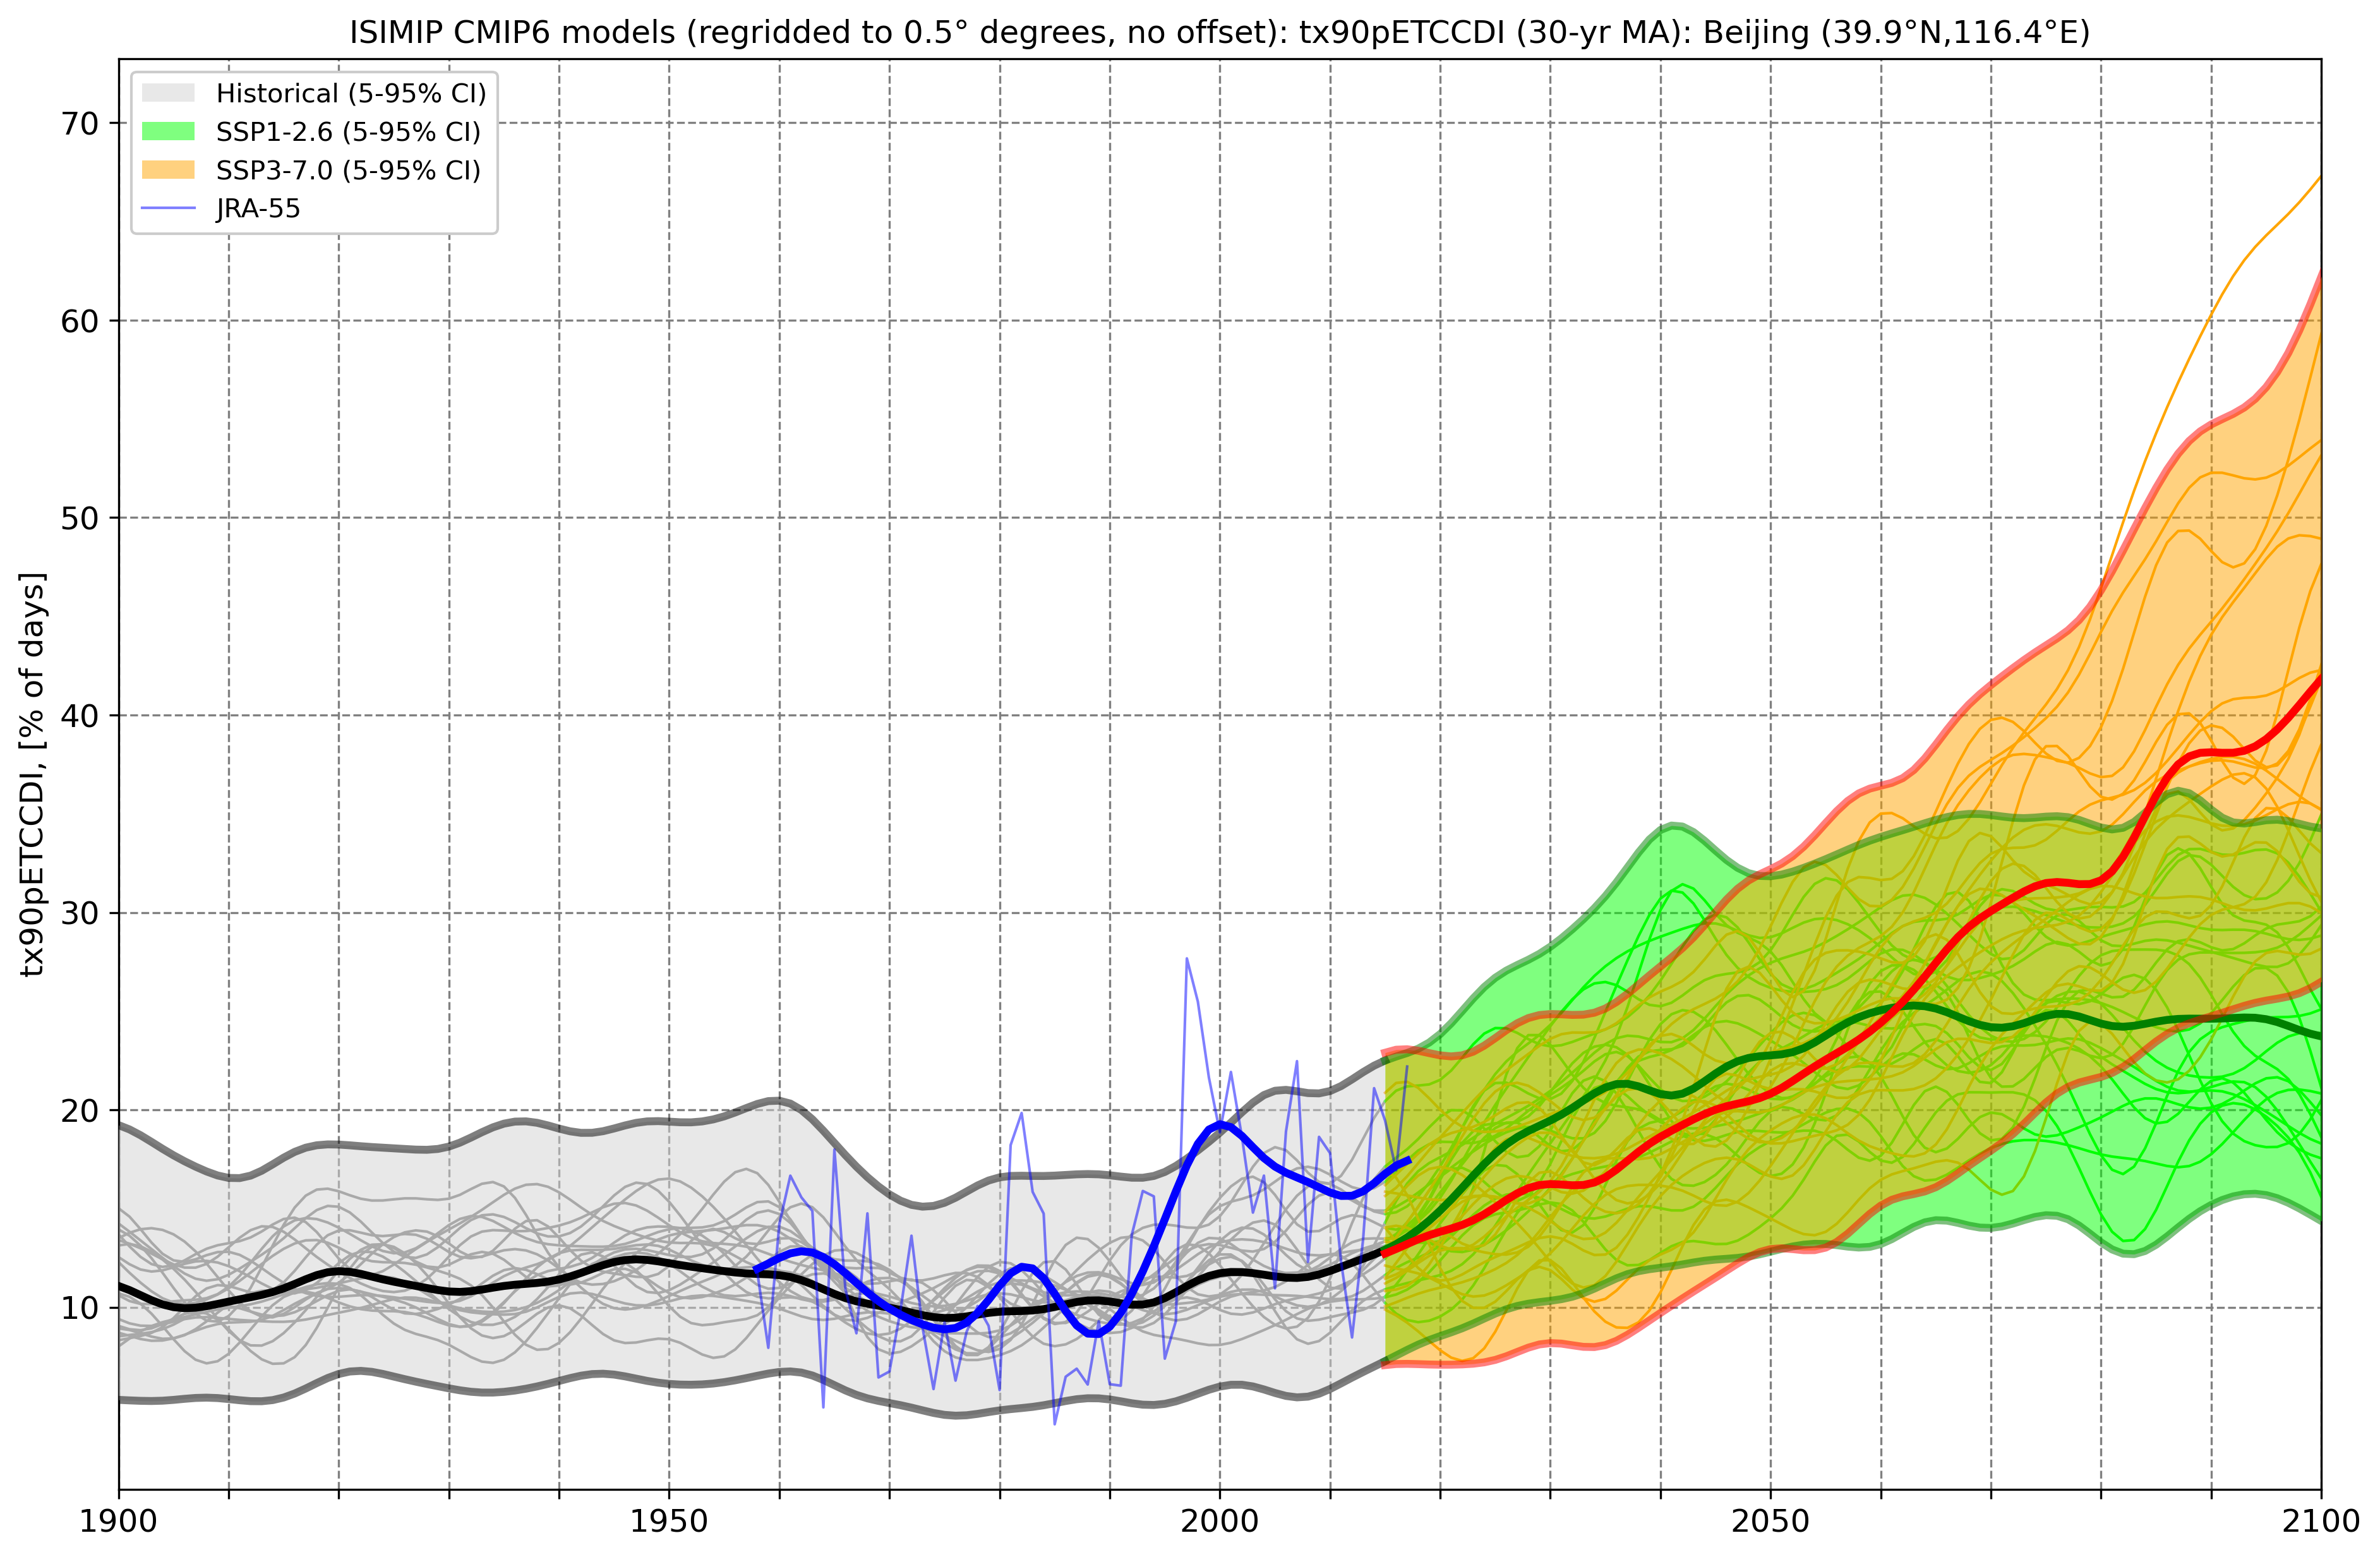 ISIMIP CMIP6 models (regridded to 0.5° degrees, no offset): tx90pETCCDI (30-yr MA): Beijing (39.9°N,116.4°E)
Historical (5-95% CI)
SSP1-2.6 (5-95% CI)
SSP3-7.0 (5-95% CI)
JRA-55
tx90pETCCDI, [% of days]
70
60
50
40
30
20
10
1900
1950
2000
2050
2100